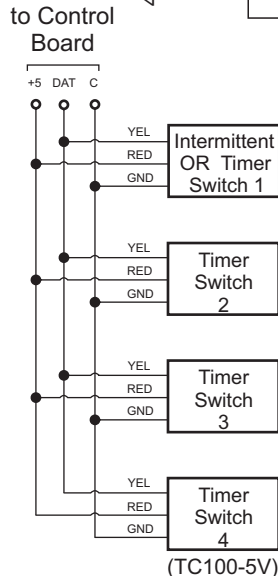 to Control
Board
+5 DAT C
YEL
RED
GND
Intermittent
OR Timer
Switch 1
YEL
RED
GND
Timer
Switch
2
YEL
RED
GND
Timer
Switch
3
YEL
RED
GND
Timer
Switch
4
(TC100-5V)